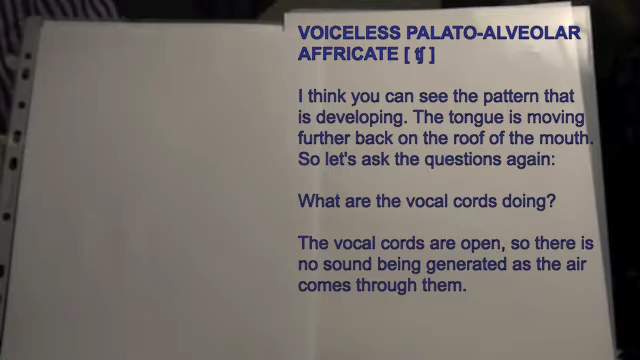 VOICELESS PALATO-ALVEOLAR
AFFRICATE [ ʧ ]
I think you can see the pattern that
is developing. The tongue is moving
further back on the roof of the mouth.
So let's ask the questions again:
What are the vocal cords doing?
The vocal cords are open, so there is
no sound being generated as the air
comes through them.